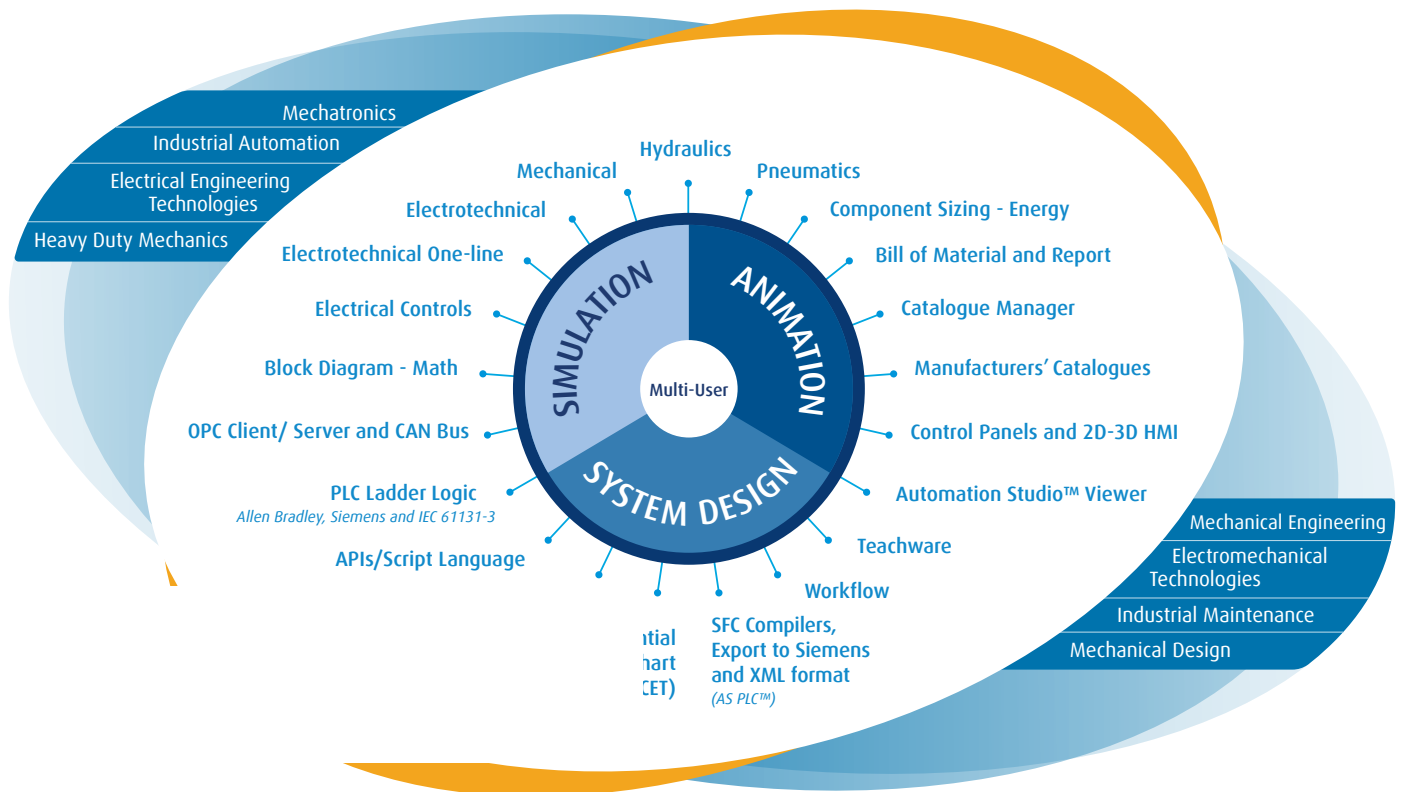 Mechatronics
Industrial Automation
Electrical Engineering
Technologies
Heavy Duty Mechanics
Hydraulics
Mechanical
Pneumatics
Electrotechnical
Component Sizing - Energy
Electrotechnical One-line
Bill of Material and Report
Electrical Controls
Catalogue Manager
Block Diagram - Math
Manufacturers’ Catalogues
OPC Client/ Server and CAN Bus
Control Panels and 2D-3D HMI
PLC Ladder Logic
Allen Bradley, Siemens and IEC 61131-3
Automation Studio™ Viewer
APIs/Script Language
Teachware
Workflow
SIMULATION
ANIMATION
Multi-User
SYSTEM DESIGN
SFC Compilers,
Export to Siemens
and XML format
(AS PLC™)
Mechanical Engineering
Electromechanical
Technologies
Industrial Maintenance
Mechanical Design